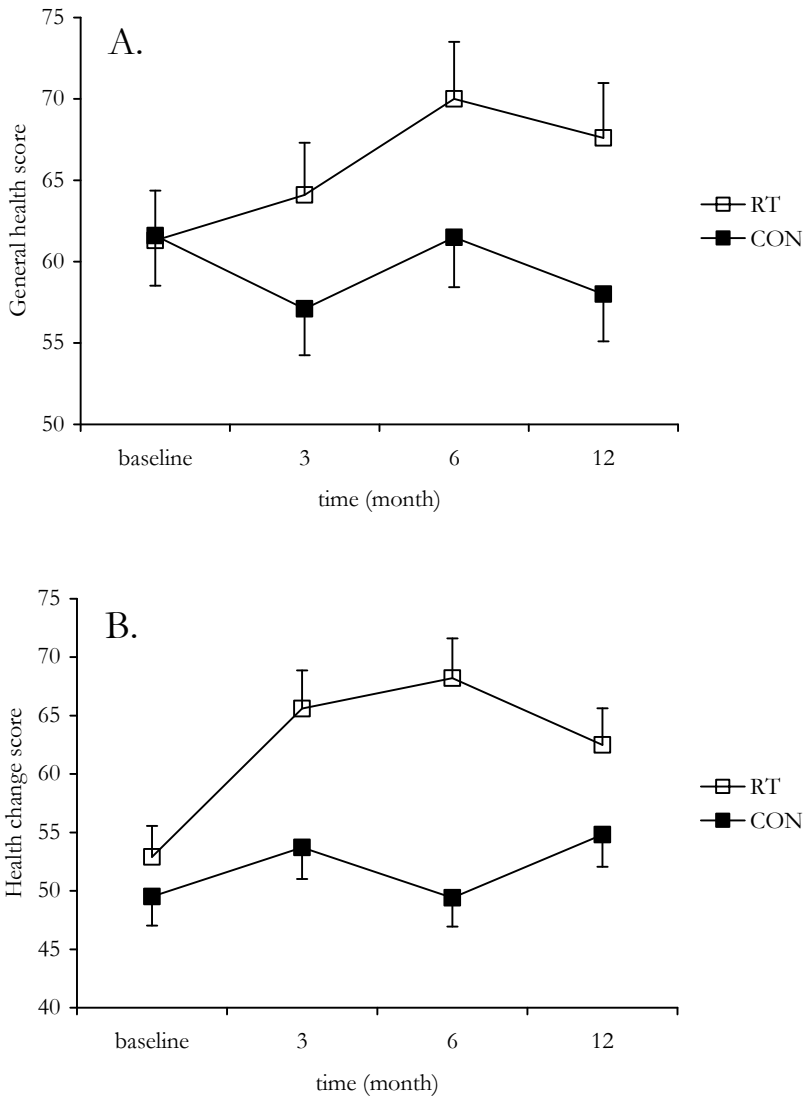 A.
75
70
65
60
55
50
General health score
baseline 3 6 12
time (month)
RT
CON
B.
75
70
65
60
55
50
45
40
Health change score
baseline 3 6 12
time (month)
RT
CON